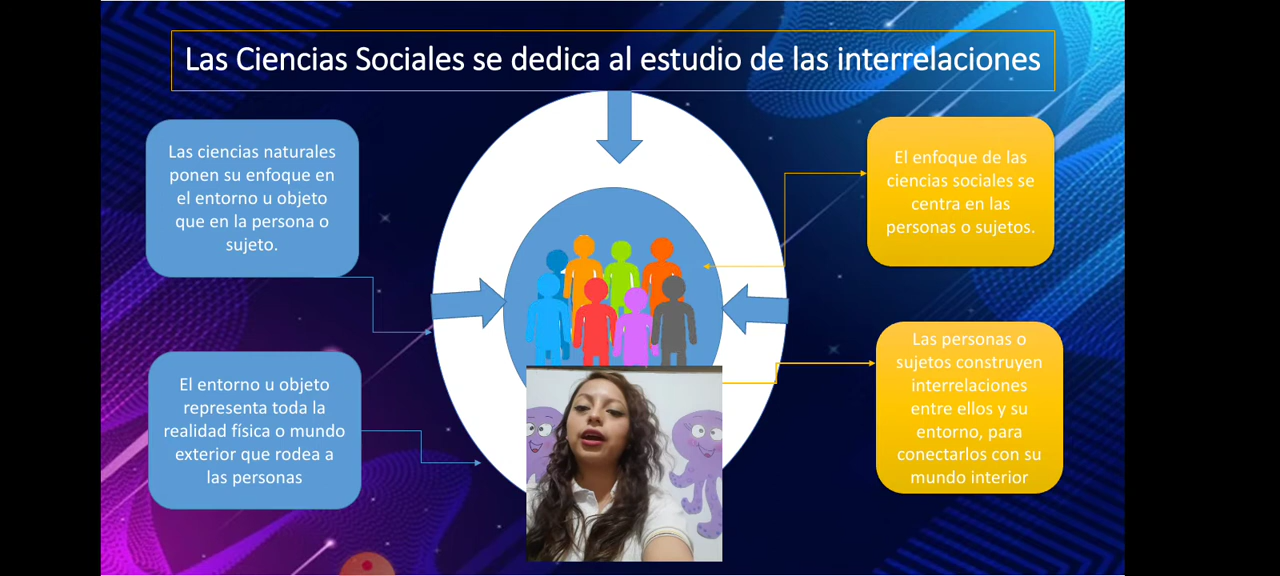 Las Ciencias Sociales se dedica al estudio de las interrelaciones
Las ciencias naturales
ponen su enfoque en
el entorno u objeto
que en la persona o
sujeto.
El entorno u objeto
representa toda la
realidad física o mundo
exterior que rodea a
las personas
El enfoque de las
ciencias sociales se
centra en las
personas o sujetos.
Las personas o
sujetos construyen
interrelaciones
entre ellos y su
entorno, para
conectarlos con su
mundo interior